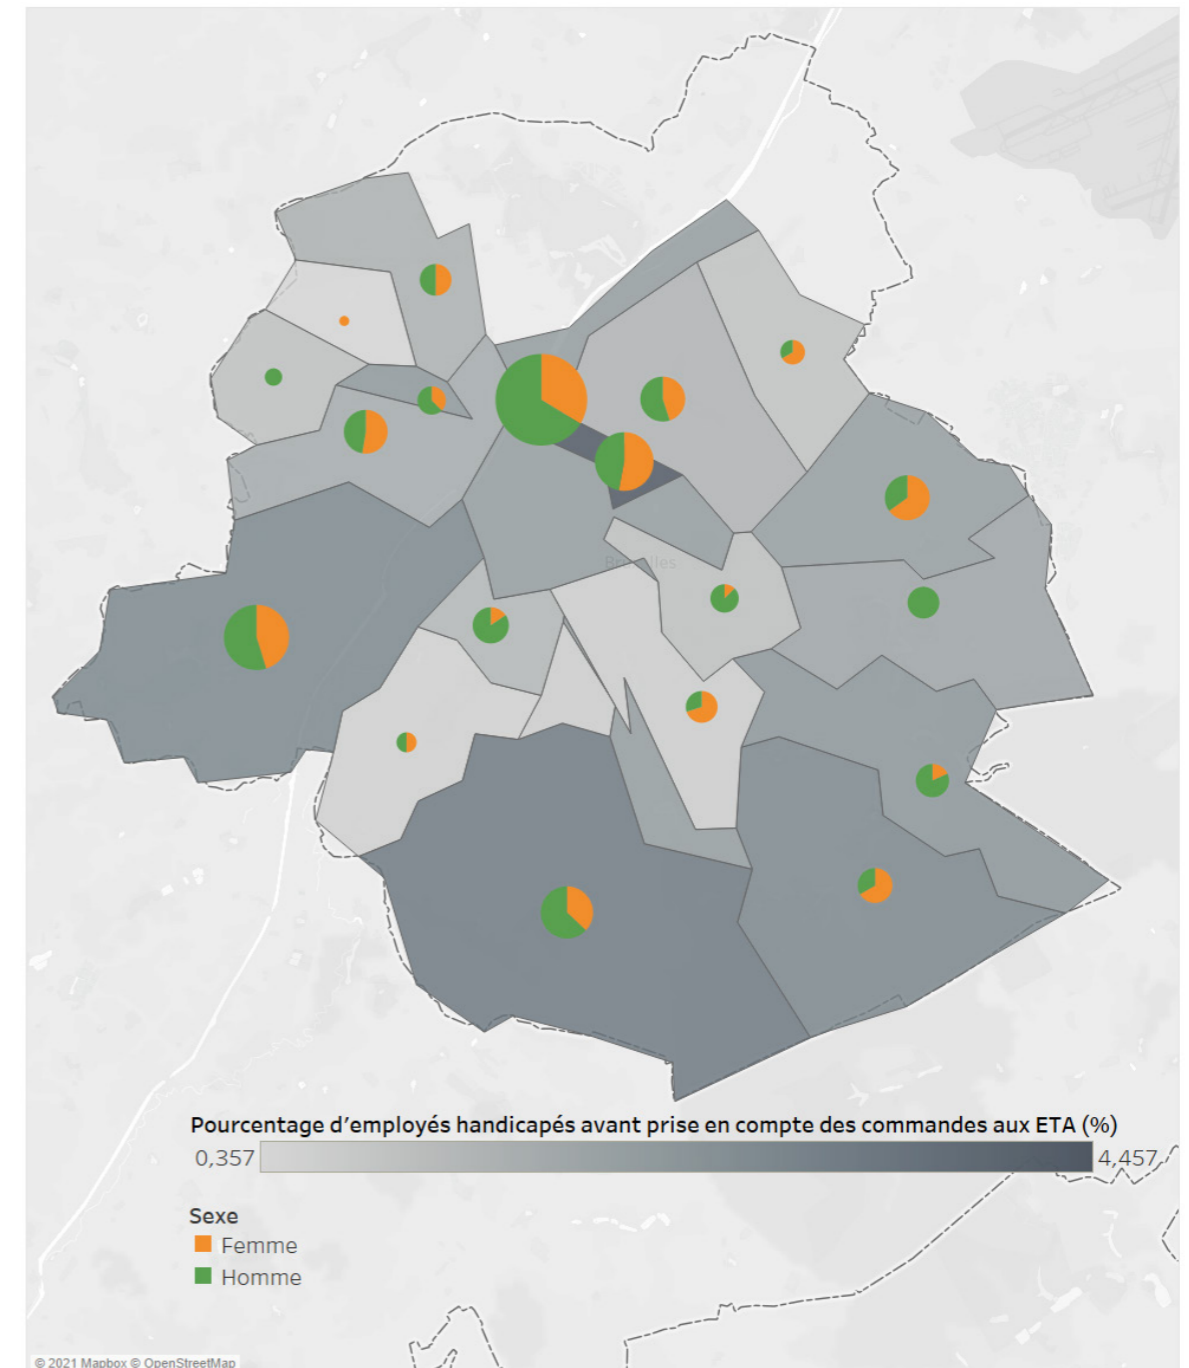 Bruxelles
Pourcentage d'employés handicapés avant prise en compte des commandes aux ETA (%)
0,357
4,457
Sexe
Femme
Homme
© 2021 Mapbox © OpenStreetMap